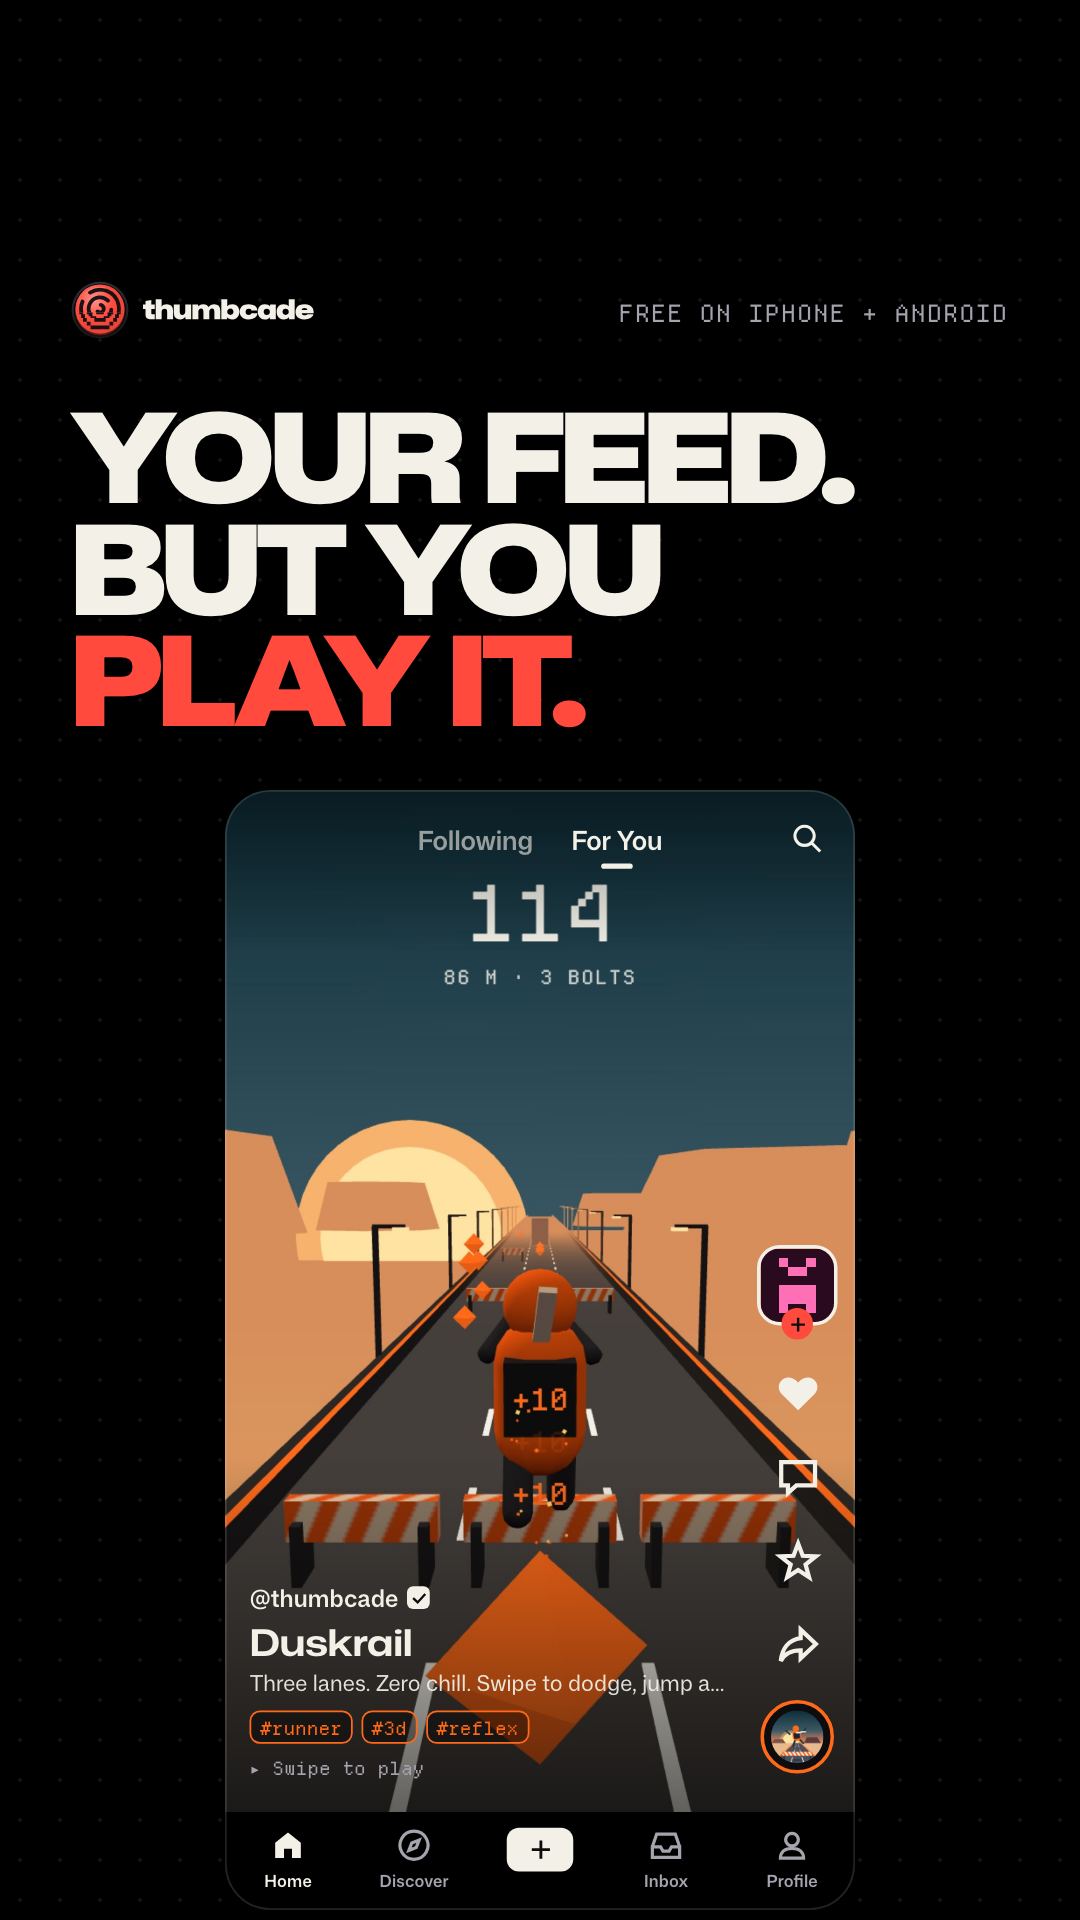 thumbcade
FREE ON IPHONE + ANDROID
YOUR FEED.
BUT YOU
PLAY IT.
Following For You
114
86 M · 3 BOLTS
+10
+10
+10
@thumbcade
Duskrail
Three lanes. Zero chill. Swipe to dodge, jump a...
#runner #3d #reflex
▸ Swipe to play
Home Discover Inbox Profile